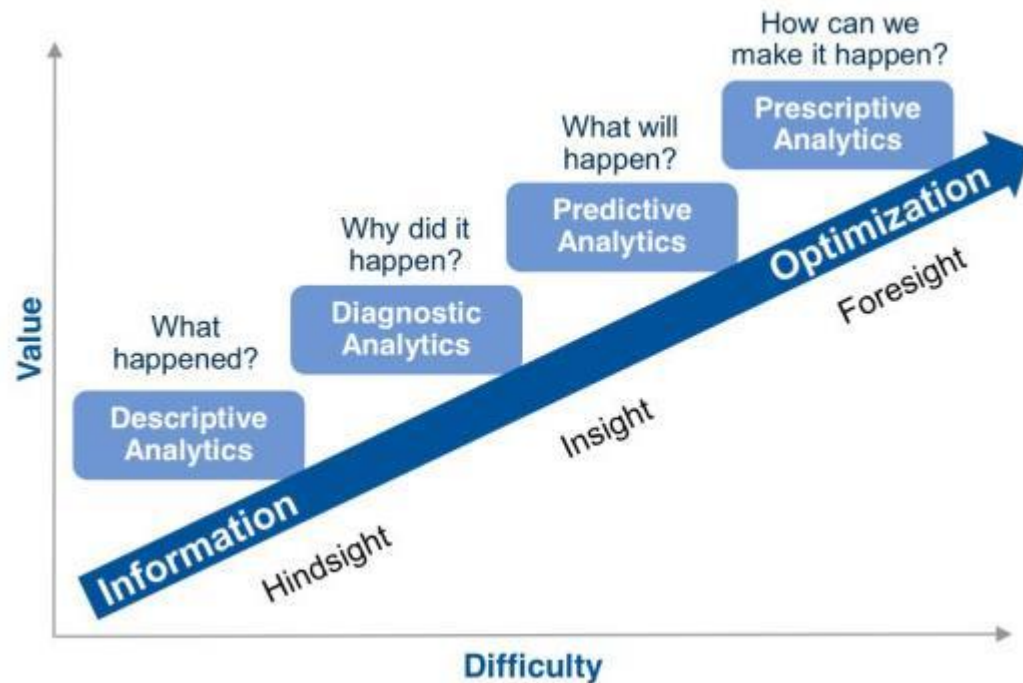 How can we
make it happen?
Prescriptive
Analytics
What will
happen?
Predictive
Analytics
Why did it
happen?
Diagnostic
Analytics
What
happened?
Descriptive
Analytics
Value
Information
Optimization
Hindsight
Insight
Foresight
Difficulty